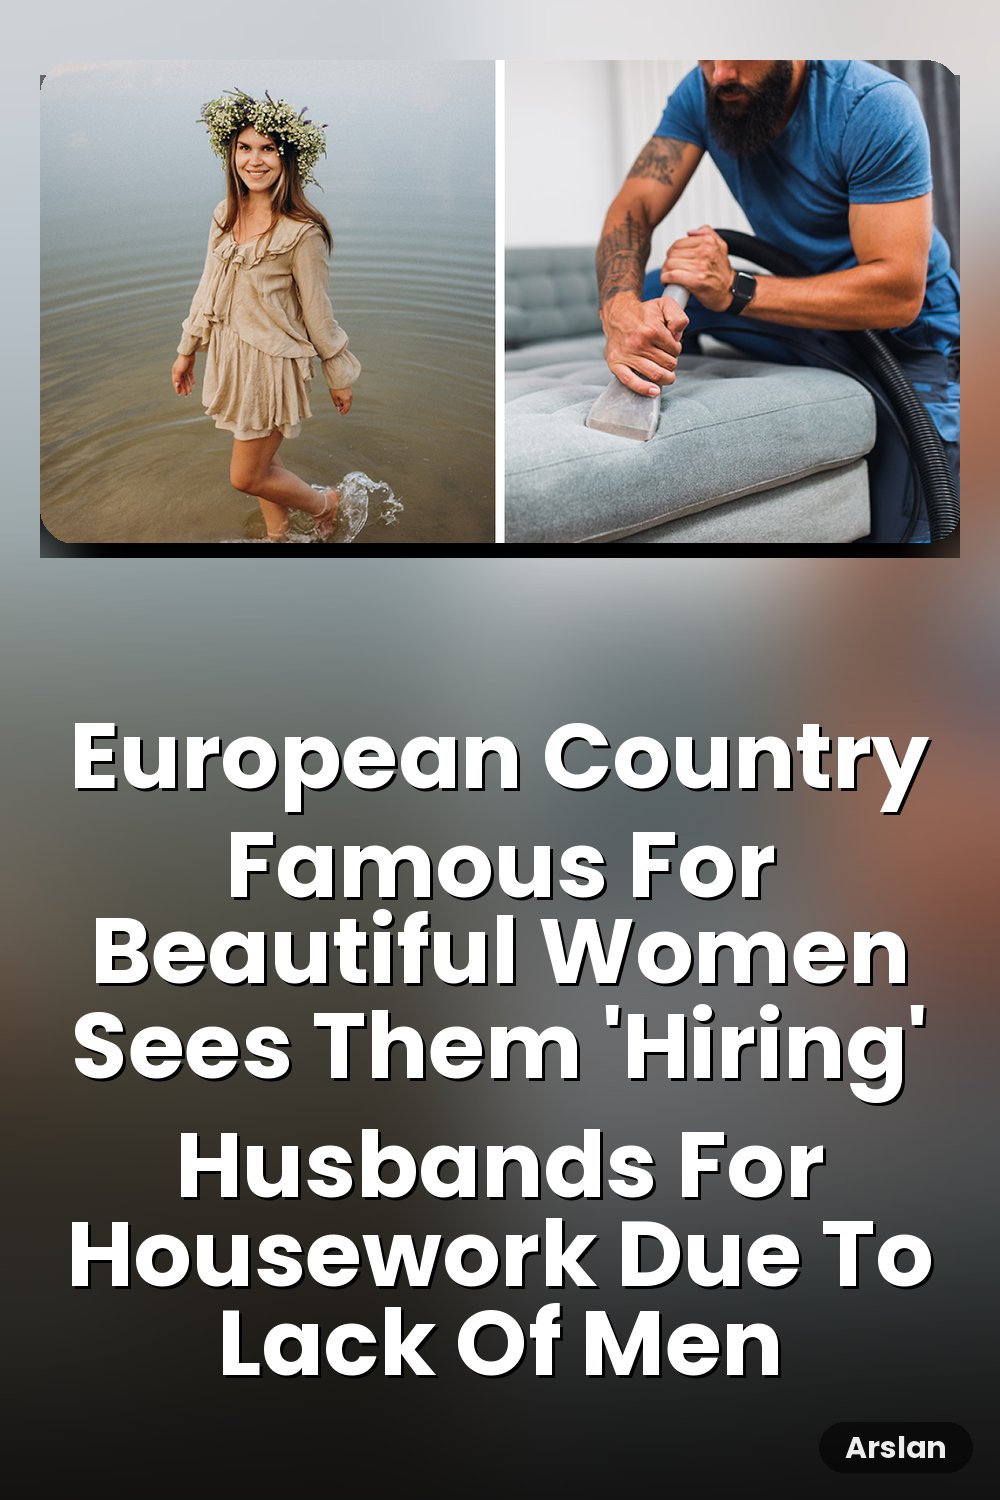 European Country
Famous For
Beautiful Women
Sees Them 'Hiring'
Husbands For
Housework Due To
Lack Of Men
Arslan